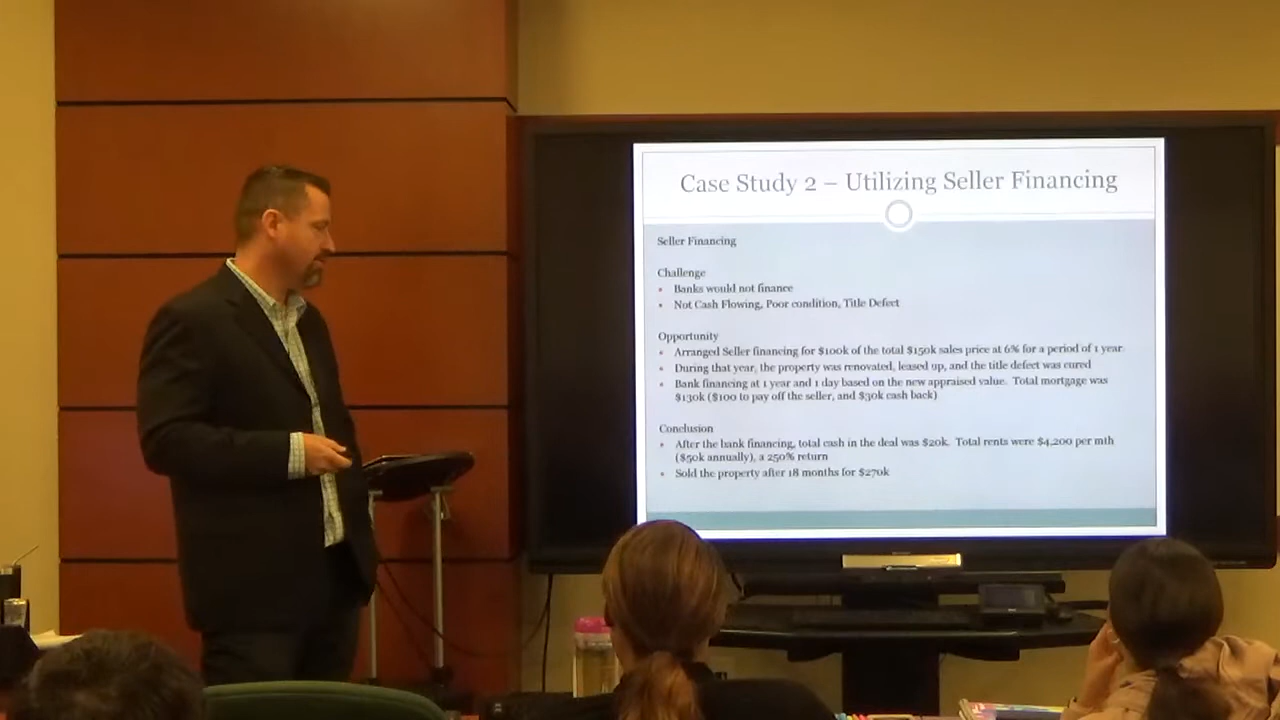 Case Study 2 – Utilizing Seller Financing
Seller Financing
Challenge
• Banks would not finance
• Not Cash Flowing, Poor condition, Title Defect
Opportunity
• Arranged Seller financing for $100k of the total $150k sales price at 6% for a period of 1 year
• During that year, the property was renovated, leased up, and the title defect was cured
• Bank financing at 1 year and 1 day based on the new appraised value. Total mortgage was
$130k ($100 to pay off the seller, and $30k cash back)
Conclusion
• After the bank financing, total cash in the deal was $20k. Total rents were $4,200 per mth
($50k annually), a 250% return
• Sold the property after 18 months for $270k